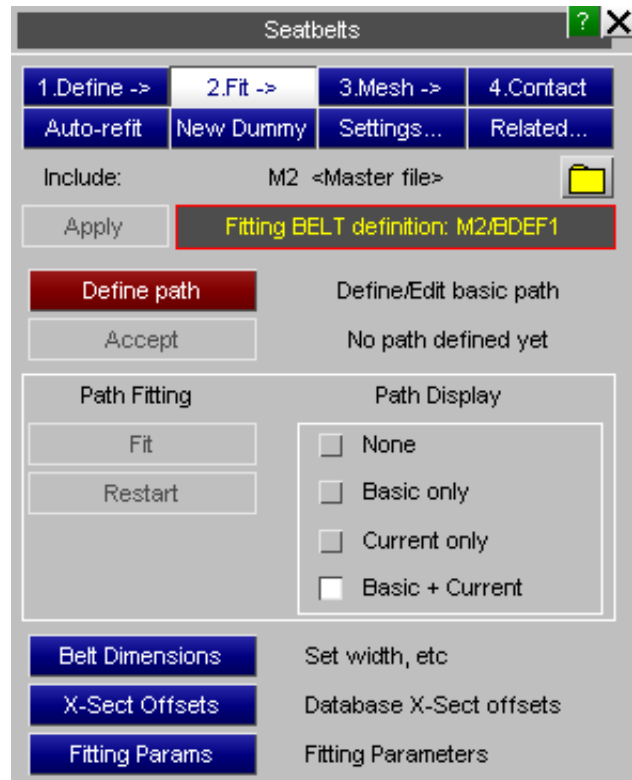 Seatbelts ? X
1.Define -> 2.Fit -> 3.Mesh -> 4.Contact
Auto-refit New Dummy Settings... Related...
Include: M2 <Master file>
Apply Fitting BELT definition: M2/BDEF1
Define path Define/Edit basic path
Accept No path defined yet
Path Fitting Path Display
Fit None
Restart Basic only
Current only
Basic + Current
Belt Dimensions Set width, etc
X-Sect Offsets Database X-Sect offsets
Fitting Params Fitting Parameters